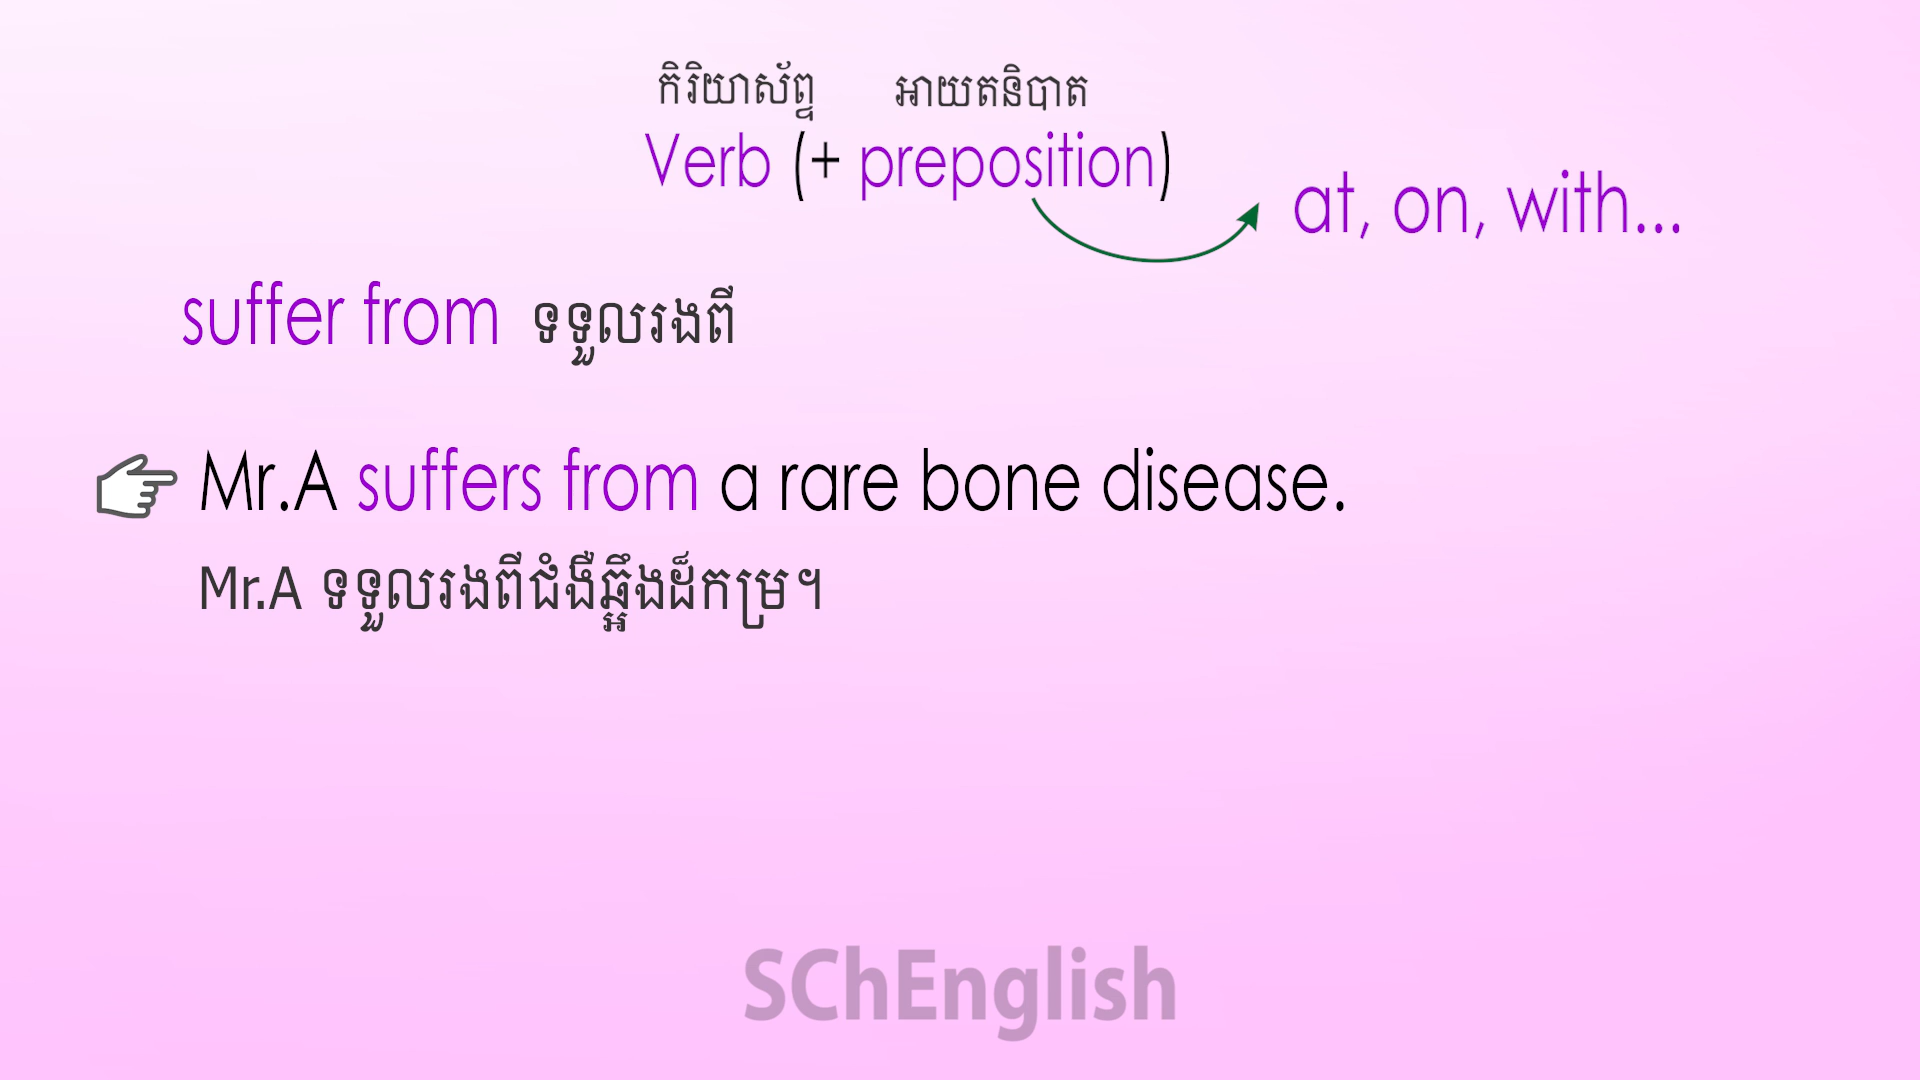 កិរិយាស័ព្ទ អាយតនិបាត
Verb (+ preposition)
at, on, with...
suffer from ទទួលរងពី
Mr.A suffers from a rare bone disease.
Mr.A ទទួលរងពីជំងឺឆ្អឹងដ៏កម្រ។
SChEnglish